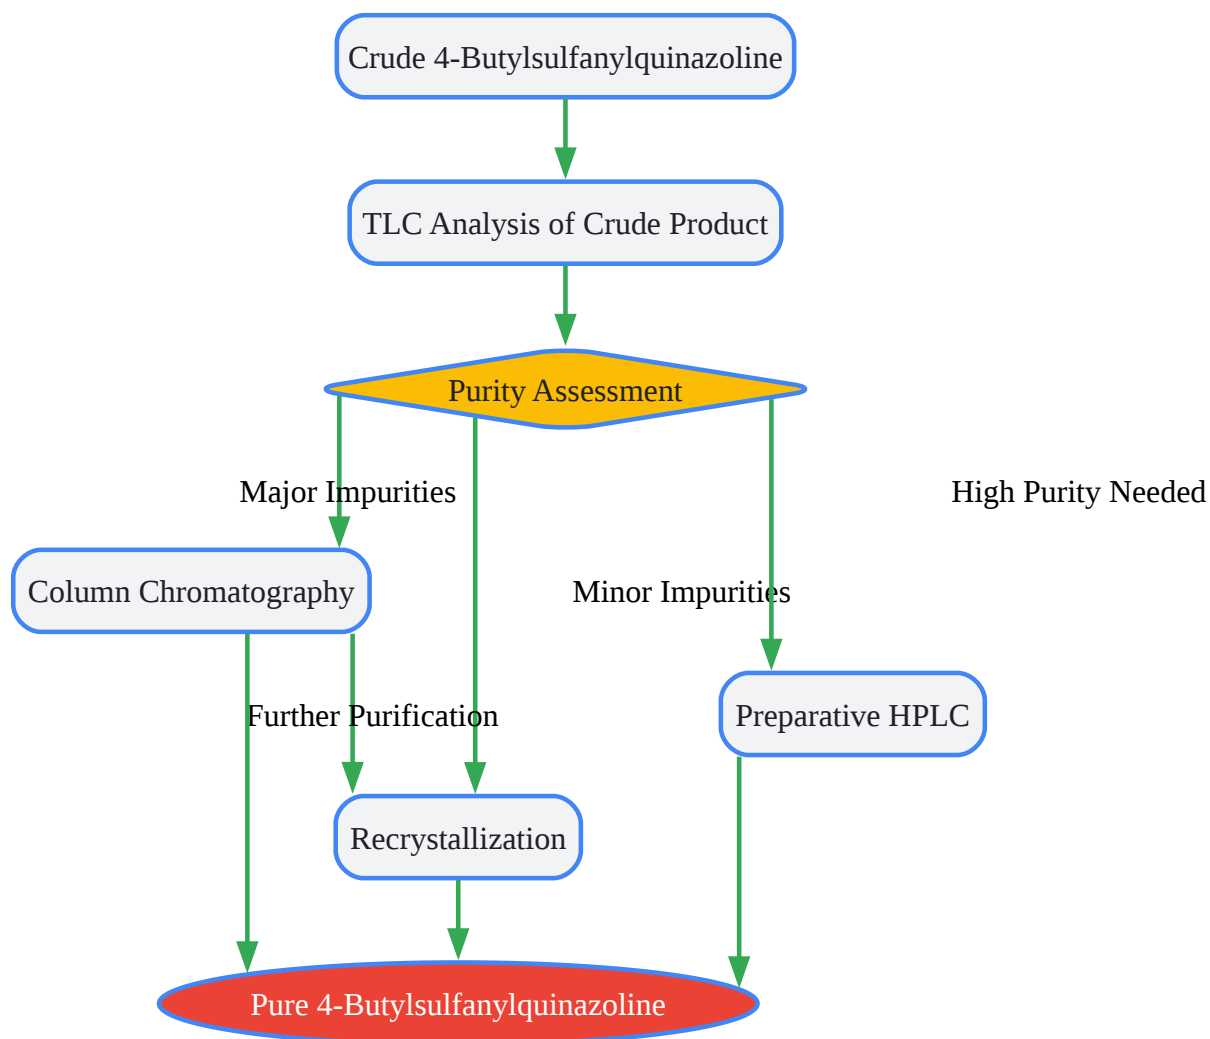 Crude 4-Butylsulfanylquinazoline
TLC Analysis of Crude Product
Purity Assessment
Major Impurities
High Purity Needed
Column Chromatography
Minor Impurities
Further Purification
Preparative HPLC
Recrystallization
Pure 4-Butylsulfanylquinazoline